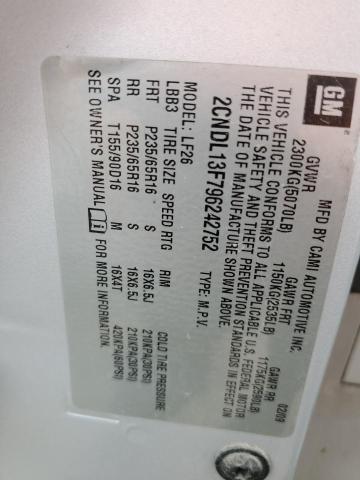 GM MFD BY CAMI AUTOMOTIVE INC. 02/09
GVWR GAWR FRT GAWR RR
2300KG(5070LB) 1150KG(2535LB) 1175KG(2590LB)
THIS VEHICLE CONFORMS TO ALL APPLICABLE U.S. FEDERAL MOTOR
VEHICLE SAFETY AND THEFT PREVENTION STANDARDS IN EFFECT ON
THE DATE OF MANUFACTURE SHOWN ABOVE.
2CNDL13F796242752 TYPE: M.P.V.
MODEL: LF26
LBB3 TIRE SIZE SPEED RTG RIM COLD TIRE PRESSURE
FRT P235/65R16 S 16X6.5J 210KPA(30PSI)
RR P235/65R16 S 16X6.5J 210KPA(30PSI)
SPA T155/90D16 M 16X4T 420KPA(60PSI)
SEE OWNER'S MANUAL i FOR MORE INFORMATION.